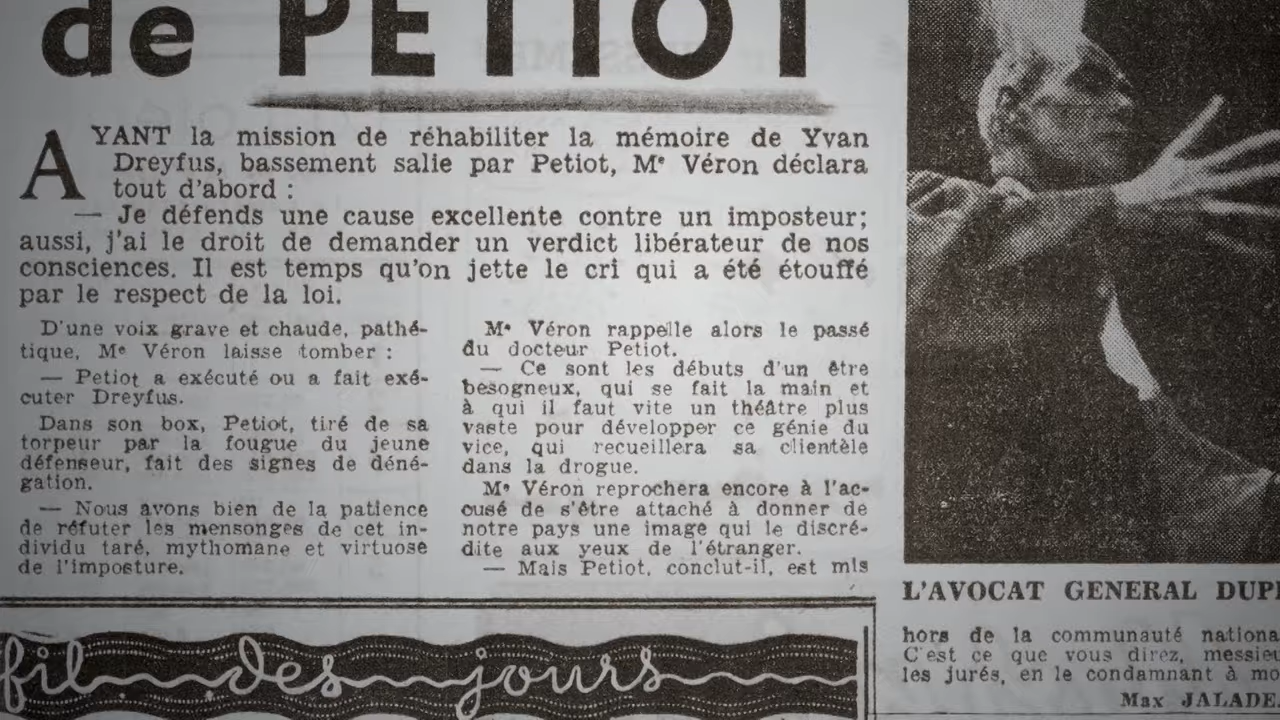 de PETIOT
AYANT la mission de réhabiliter la mémoire de Yvan
Dreyfus, bassement salie par Petiot, Mᵉ Véron déclara
tout d'abord :
— Je défends une cause excellente contre un imposteur;
aussi, j'ai le droit de demander un verdict libérateur de nos
consciences. Il est temps qu'on jette le cri qui a été étouffé
par le respect de la loi.
D'une voix grave et chaude, pathé-
tique, Mᵉ Véron laisse tomber :
— Petiot a exécuté ou a fait exé-
cuter Dreyfus.
Dans son box, Petiot, tiré de sa
torpeur par la fougue du jeune
défenseur, fait des signes de déné-
gation.
— Nous avons bien de la patience
de réfuter les mensonges de cet in-
dividu taré, mythomane et virtuose
de l'imposture.
Mᵉ Véron rappelle alors le passé
du docteur Petiot.
— Ce sont les débuts d'un être
besogneux, qui se fait la main et
à qui il faut vite un théâtre plus
vaste pour développer ce génie du
vice, qui recueillera sa clientèle
dans la drogue.
Mᵉ Véron reprochera encore à l'ac-
cusé de s'être attaché à donner de
notre pays une image qui le discré-
dite aux yeux de l'étranger.
— Mais Petiot, conclut-il, est mis
L'AVOCAT GENERAL DUP
hors de la communauté nationa
C'est ce que vous direz, messieu
les jurés, en le condamnant à mo
Max JALADE
fil des jours